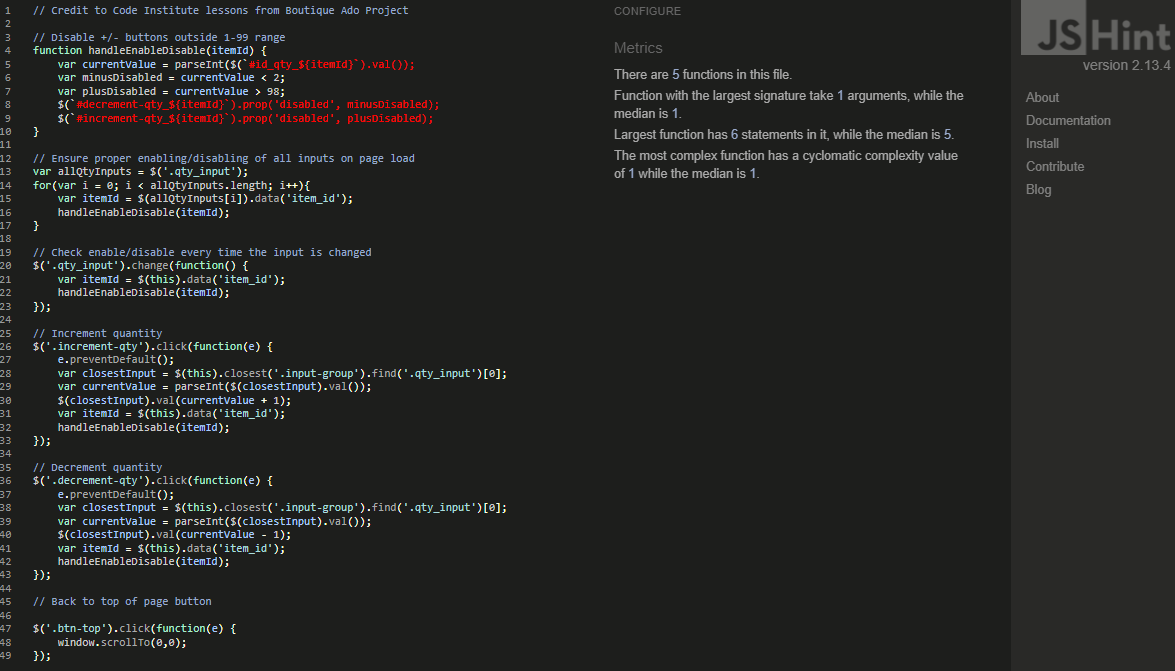 1 // Credit to Code Institute lessons from Boutique Ado Project
2
3 // Disable +/- buttons outside 1-99 range
4 function handleEnableDisable(itemId) {
5     var currentValue = parseInt($(`#id_qty_${itemId}`).val());
6     var minusDisabled = currentValue < 2;
7     var plusDisabled = currentValue > 98;
8     $(`#decrement-qty_${itemId}`).prop('disabled', minusDisabled);
9     $(`#increment-qty_${itemId}`).prop('disabled', plusDisabled);
10 }
11
12 // Ensure proper enabling/disabling of all inputs on page load
13 var allQtyInputs = $('.qty_input');
14 for(var i = 0; i < allQtyInputs.length; i++){
15     var itemId = $(allQtyInputs[i]).data('item_id');
16     handleEnableDisable(itemId);
17 }
18
19 // Check enable/disable every time the input is changed
20 $('.qty_input').change(function() {
21     var itemId = $(this).data('item_id');
22     handleEnableDisable(itemId);
23 });
24
25 // Increment quantity
26 $('.increment-qty').click(function(e) {
27     e.preventDefault();
28     var closestInput = $(this).closest('.input-group').find('.qty_input')[0];
29     var currentValue = parseInt($(closestInput).val());
30     $(closestInput).val(currentValue + 1);
31     var itemId = $(this).data('item_id');
32     handleEnableDisable(itemId);
33 });
34
35 // Decrement quantity
36 $('.decrement-qty').click(function(e) {
37     e.preventDefault();
38     var closestInput = $(this).closest('.input-group').find('.qty_input')[0];
39     var currentValue = parseInt($(closestInput).val());
40     $(closestInput).val(currentValue - 1);
41     var itemId = $(this).data('item_id');
42     handleEnableDisable(itemId);
43 });
44
45 // Back to top of page button
46
47 $('.btn-top').click(function(e) {
48     window.scrollTo(0,0);
49 });
CONFIGURE
Metrics
There are 5 functions in this file.
Function with the largest signature take 1 arguments, while the
median is 1.
Largest function has 6 statements in it, while the median is 5.
The most complex function has a cyclomatic complexity value
of 1 while the median is 1.
JSHint
version 2.13.4
About
Documentation
Install
Contribute
Blog